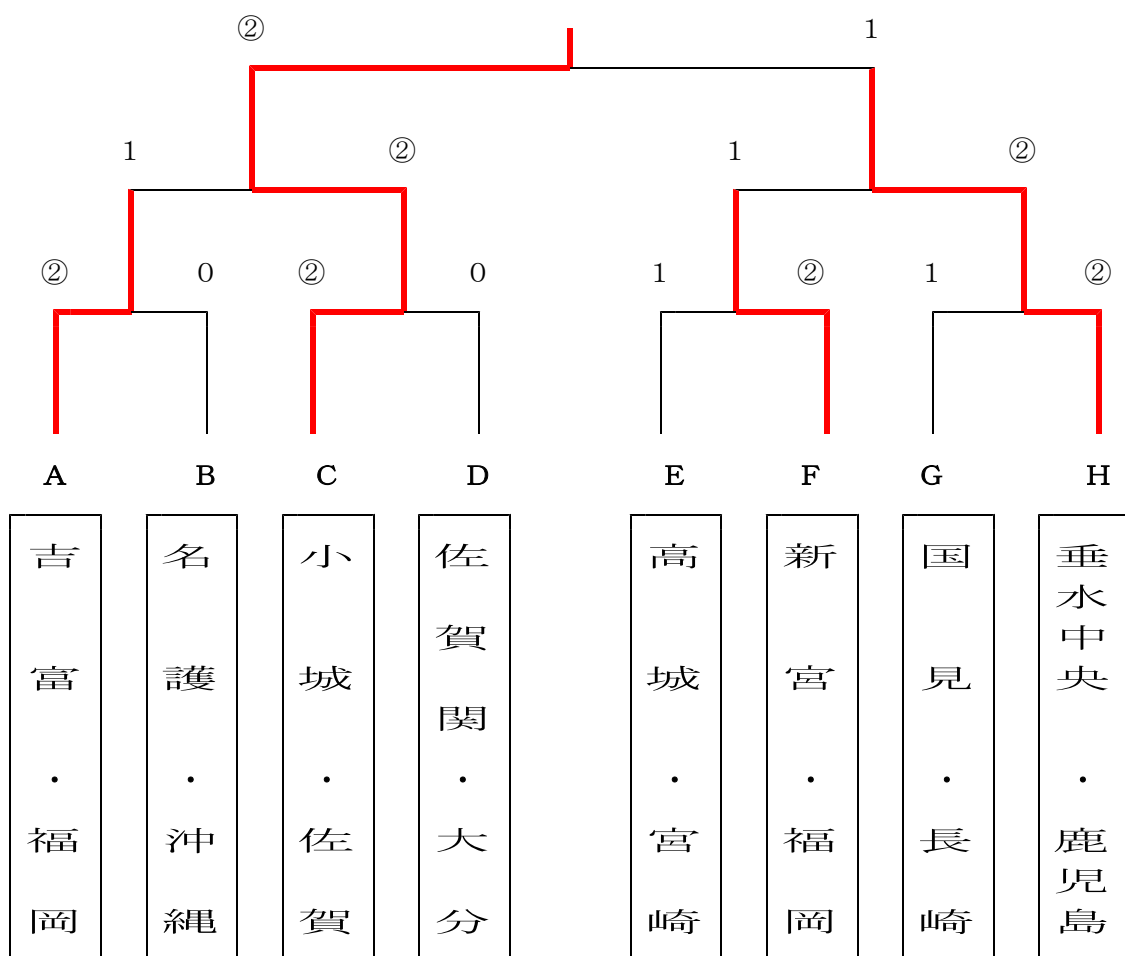 ② 1
1 ② 1 ②
② 0 ② 0 1 ② 1 ②
A B C D E F G H
吉富・福岡
名護・沖縄
小城・佐賀
佐賀関・大分
高城・宮崎
新宮・福岡
国見・長崎
垂水中央・鹿児島